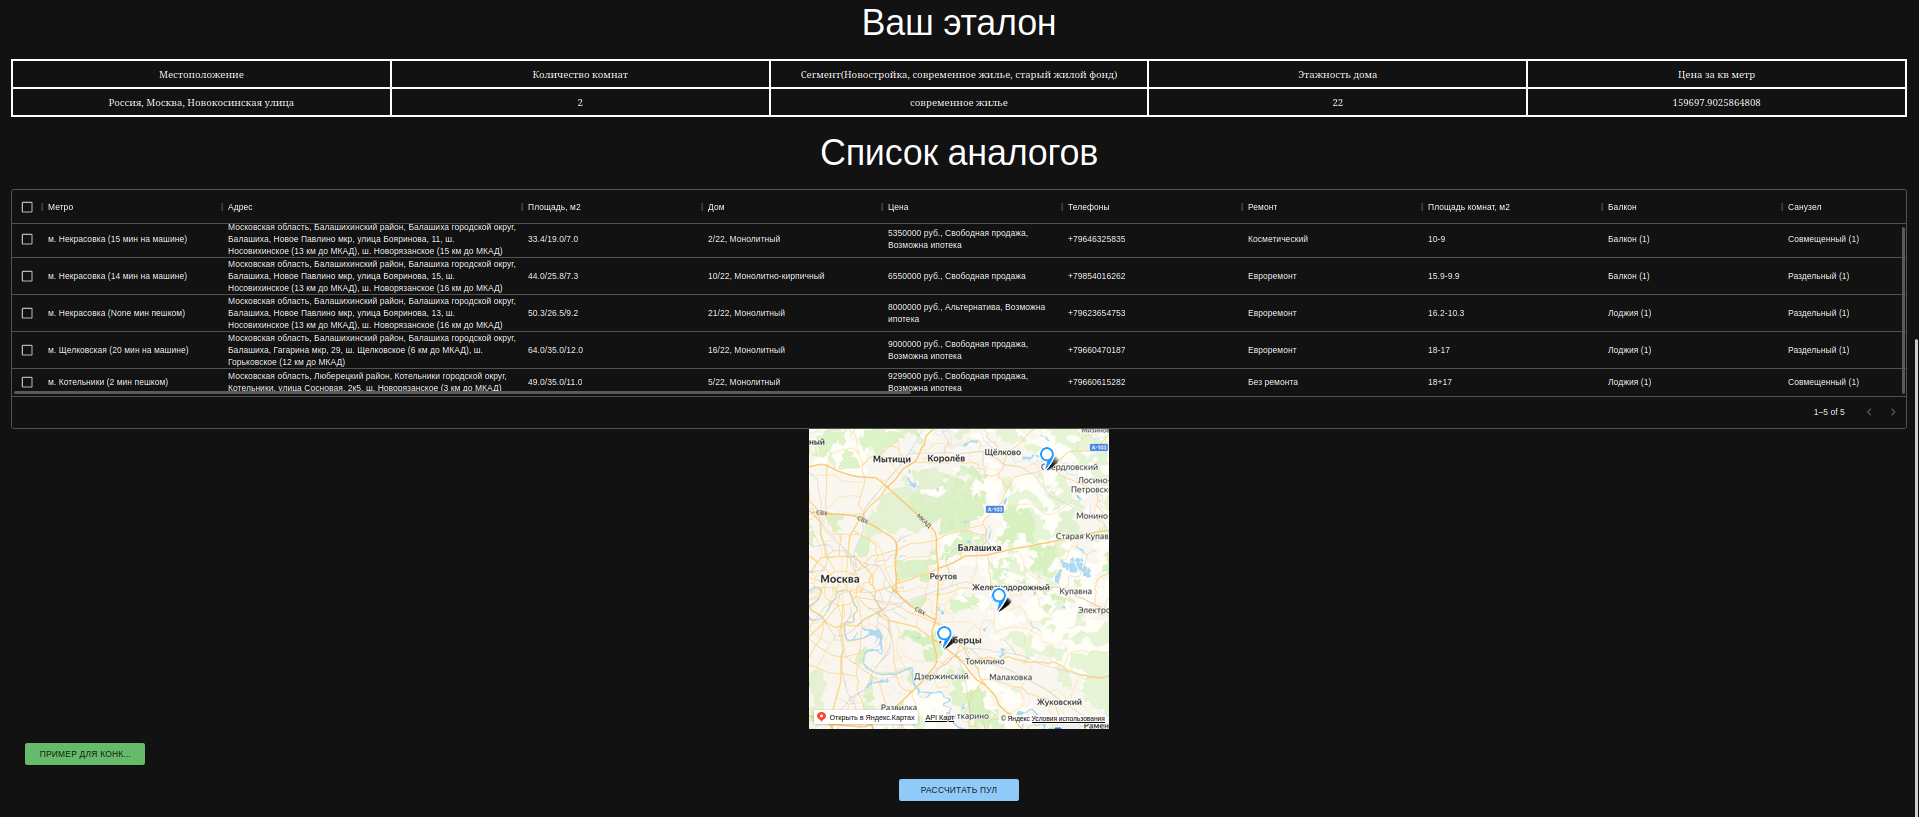 Ваш эталон
Местоположение
Количество комнат
Сегмент(Новостройка, современное жилье, старый жилой фонд)
Этажность дома
Цена за кв метр
Россия, Москва, Новокосинская улица
2
современное жилье
22
159697.9025864808
Список аналогов
Метро
Адрес
Площадь, м2
Дом
Цена
Телефоны
Ремонт
Площадь комнат, м2
Балкон
Санузел
м. Некрасовка (15 мин на машине)
Московская область, Балашихинский район, Балашиха городской округ,
Балашиха, Новое Павлино мкр, улица Бояринова, 11, ш.
Носовихинское (13 км до МКАД), ш. Новорязанское (15 км до МКАД)
33.4/19.0/7.0
2/22, Монолитный
5350000 руб., Свободная продажа,
Возможна ипотека
+79646325835
Косметический
10-9
Балкон (1)
Совмещенный (1)
м. Некрасовка (14 мин на машине)
Московская область, Балашихинский район, Балашиха городской округ,
Балашиха, Новое Павлино мкр, улица Бояринова, 15, ш.
Носовихинское (13 км до МКАД), ш. Новорязанское (16 км до МКАД)
44.0/25.8/7.3
10/22, Монолитно-кирпичный
6550000 руб., Свободная продажа
+79854016262
Евроремонт
15.9-9.9
Балкон (1)
Раздельный (1)
м. Некрасовка (None мин пешком)
Московская область, Балашихинский район, Балашиха городской округ,
Балашиха, Новое Павлино мкр, улица Бояринова, 13, ш.
Носовихинское (13 км до МКАД), ш. Новорязанское (16 км до МКАД)
50.3/26.5/9.2
21/22, Монолитный
8000000 руб., Альтернатива, Возможна
ипотека
+79623654753
Евроремонт
16.2-10.3
Лоджия (1)
Раздельный (1)
м. Щелковская (20 мин на машине)
Московская область, Балашихинский район, Балашиха городской округ,
Балашиха, Гагарина мкр, 29, ш. Щелковское (6 км до МКАД), ш.
Горьковское (12 км до МКАД)
64.0/35.0/12.0
16/22, Монолитный
9000000 руб., Свободная продажа,
Возможна ипотека
+79660470187
Евроремонт
18-17
Лоджия (1)
Раздельный (1)
м. Котельники (2 мин пешком)
Московская область, Люберецкий район, Котельники городской округ,
Котельники, улица Сосновая, 2к5, ш. Новорязанское (3 км до МКАД)
49.0/35.0/11.0
5/22, Монолитный
9299000 руб., Свободная продажа,
Возможна ипотека
+79660615282
Без ремонта
18+17
Лоджия (1)
Совмещенный (1)
1–5 of 5
ный
Мытищи
Королёв
Щёлково
А-103
Лосино-
Петровск
СВХ
СВХ
МКАД
А-103
Монино
Старая Купав
Балашиха
Москва
Реутов
Железнодорожный
Купавна
СВХ
Электро
берцы
Томилино
Дзержинский
Малаховка
Жуковский
Развилка
ткарино
Рамен
Открыть в Яндекс.Картах
API Карт
© Яндекс Условия использования
ПРИМЕР ДЛЯ КОНК...
РАССЧИТАТЬ ПУЛ